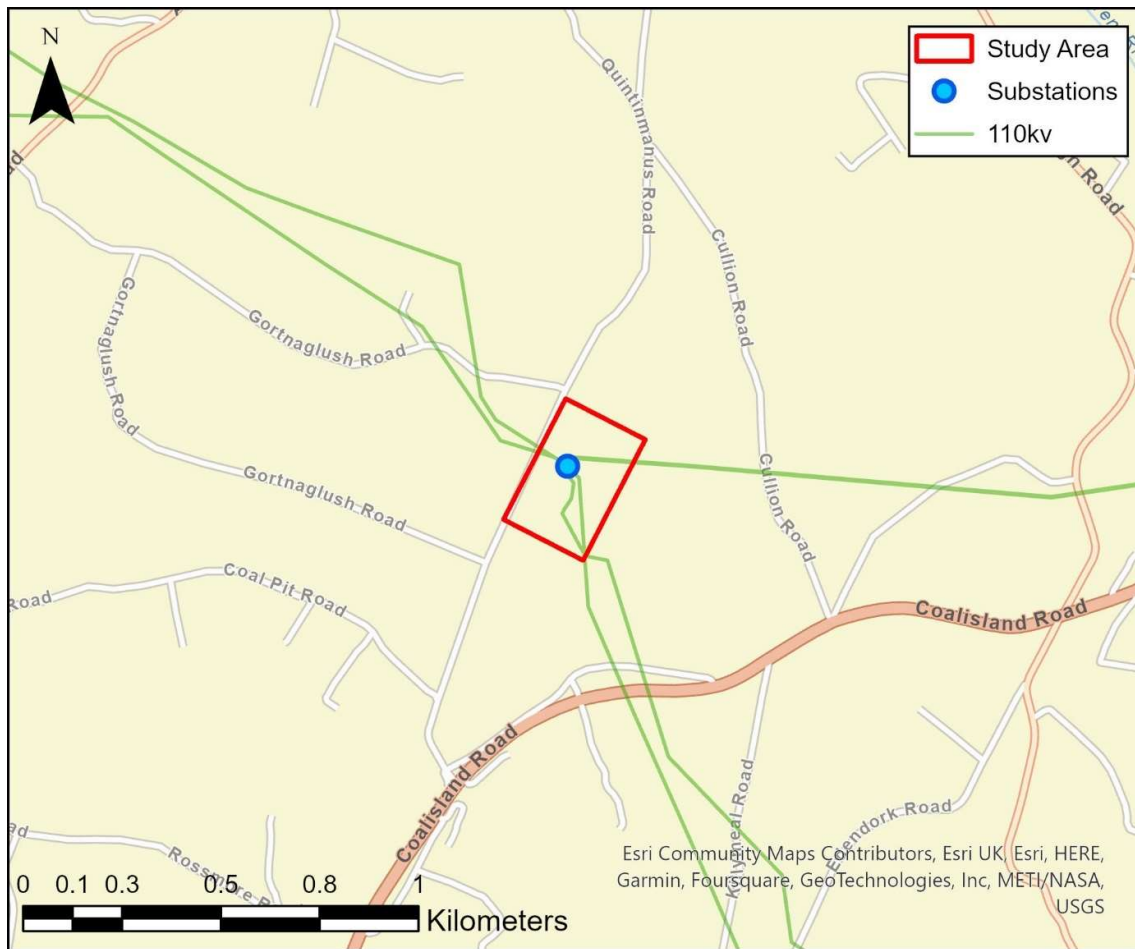 N
Study Area
Substations
110kv
Quintinmanus Road
Cullion Road
Gortnaglush Road
Gortnaglush Road
Cullion Road
Gortnaglush Road
Coal Pit Road
Road
Coalisland Road
Coalisland Road
Killymeal Road
Edendork Road
Road
Esri Community Maps Contributors, Esri UK, Esri, HERE,
Garmin, Foursquare, GeoTechnologies, Inc, METI/NASA,
USGS
0 0.1 0.3 0.5 0.8 1
Kilometers